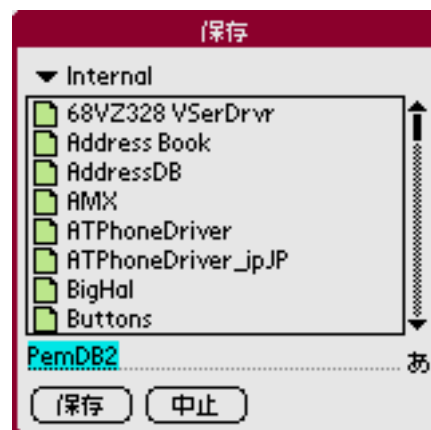 保存
Internal
68VZ328 VSerDrvr
Address Book
AddressDB
AMX
ATPhoneDriver
ATPhoneDriver_jpJP
BigHal
Buttons
PemDB2 あ
保存 中止